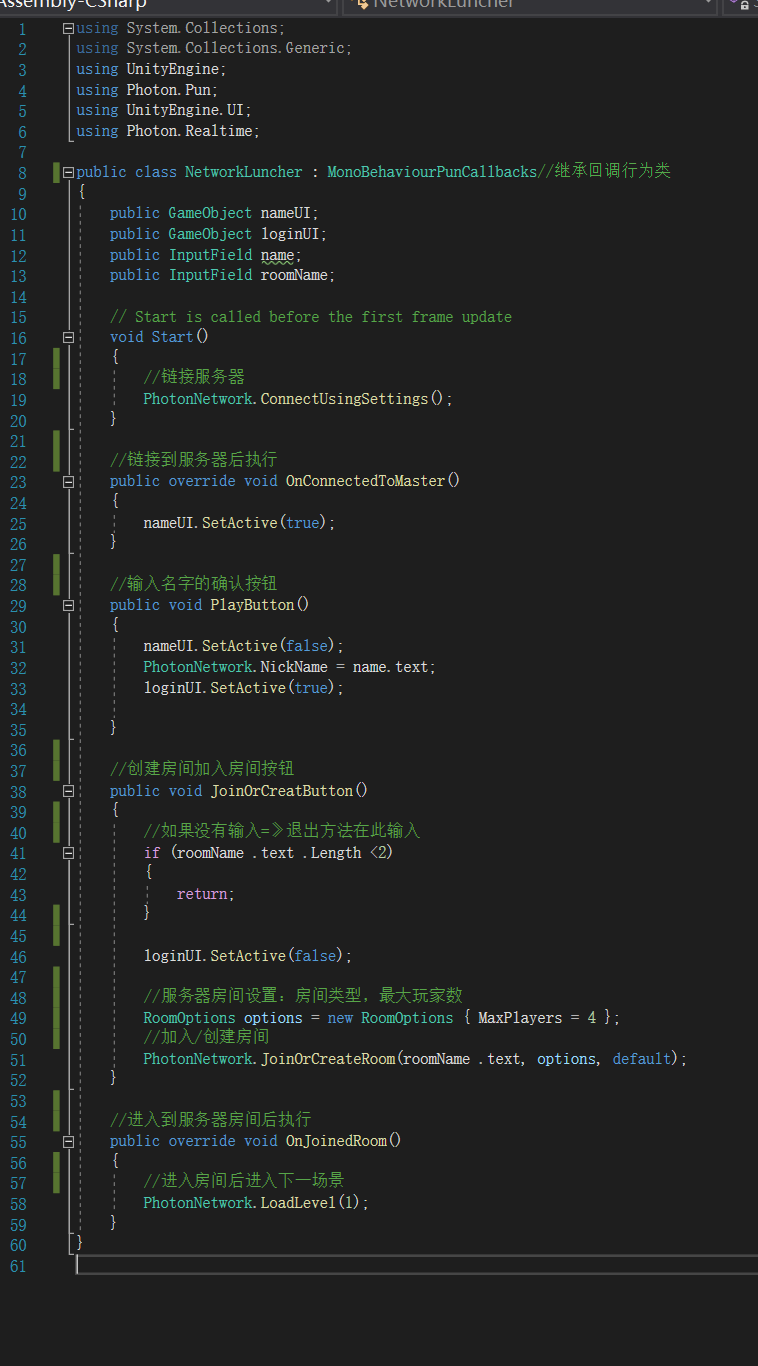 Assembly-CSharp NetworkLuncher
1 using System.Collections;
2 using System.Collections.Generic;
3 using UnityEngine;
4 using Photon.Pun;
5 using UnityEngine.UI;
6 using Photon.Realtime;
7
8 public class NetworkLuncher : MonoBehaviourPunCallbacks//继承回调行为类
9 {
10 public GameObject nameUI;
11 public GameObject loginUI;
12 public InputField name;
13 public InputField roomName;
14
15 // Start is called before the first frame update
16 void Start()
17 {
18 //链接服务器
19 PhotonNetwork.ConnectUsingSettings();
20 }
21
22 //链接到服务器后执行
23 public override void OnConnectedToMaster()
24 {
25 nameUI.SetActive(true);
26 }
27
28 //输入名字的确认按钮
29 public void PlayButton()
30 {
31 nameUI.SetActive(false);
32 PhotonNetwork.NickName = name.text;
33 loginUI.SetActive(true);
34
35 }
36
37 //创建房间加入房间按钮
38 public void JoinOrCreatButton()
39 {
40 //如果没有输入=》退出方法在此输入
41 if (roomName .text .Length <2)
42 {
43 return;
44 }
45
46 loginUI.SetActive(false);
47
48 //服务器房间设置：房间类型，最大玩家数
49 RoomOptions options = new RoomOptions { MaxPlayers = 4 };
50 //加入/创建房间
51 PhotonNetwork.JoinOrCreateRoom(roomName .text, options, default);
52 }
53
54 //进入到服务器房间后执行
55 public override void OnJoinedRoom()
56 {
57 //进入房间后进入下一场景
58 PhotonNetwork.LoadLevel(1);
59 }
60 }
61